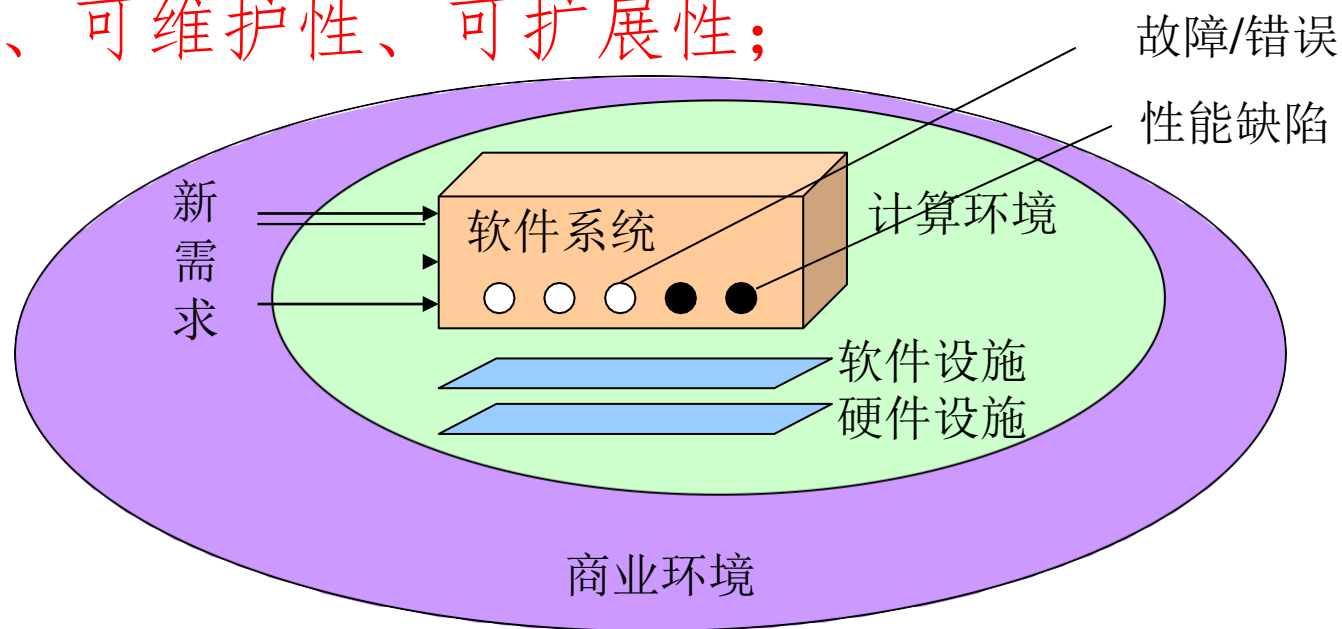 、可维护性、可扩展性；
故障/错误
性能缺陷
新需求
软件系统
计算环境
软件设施
硬件设施
商业环境